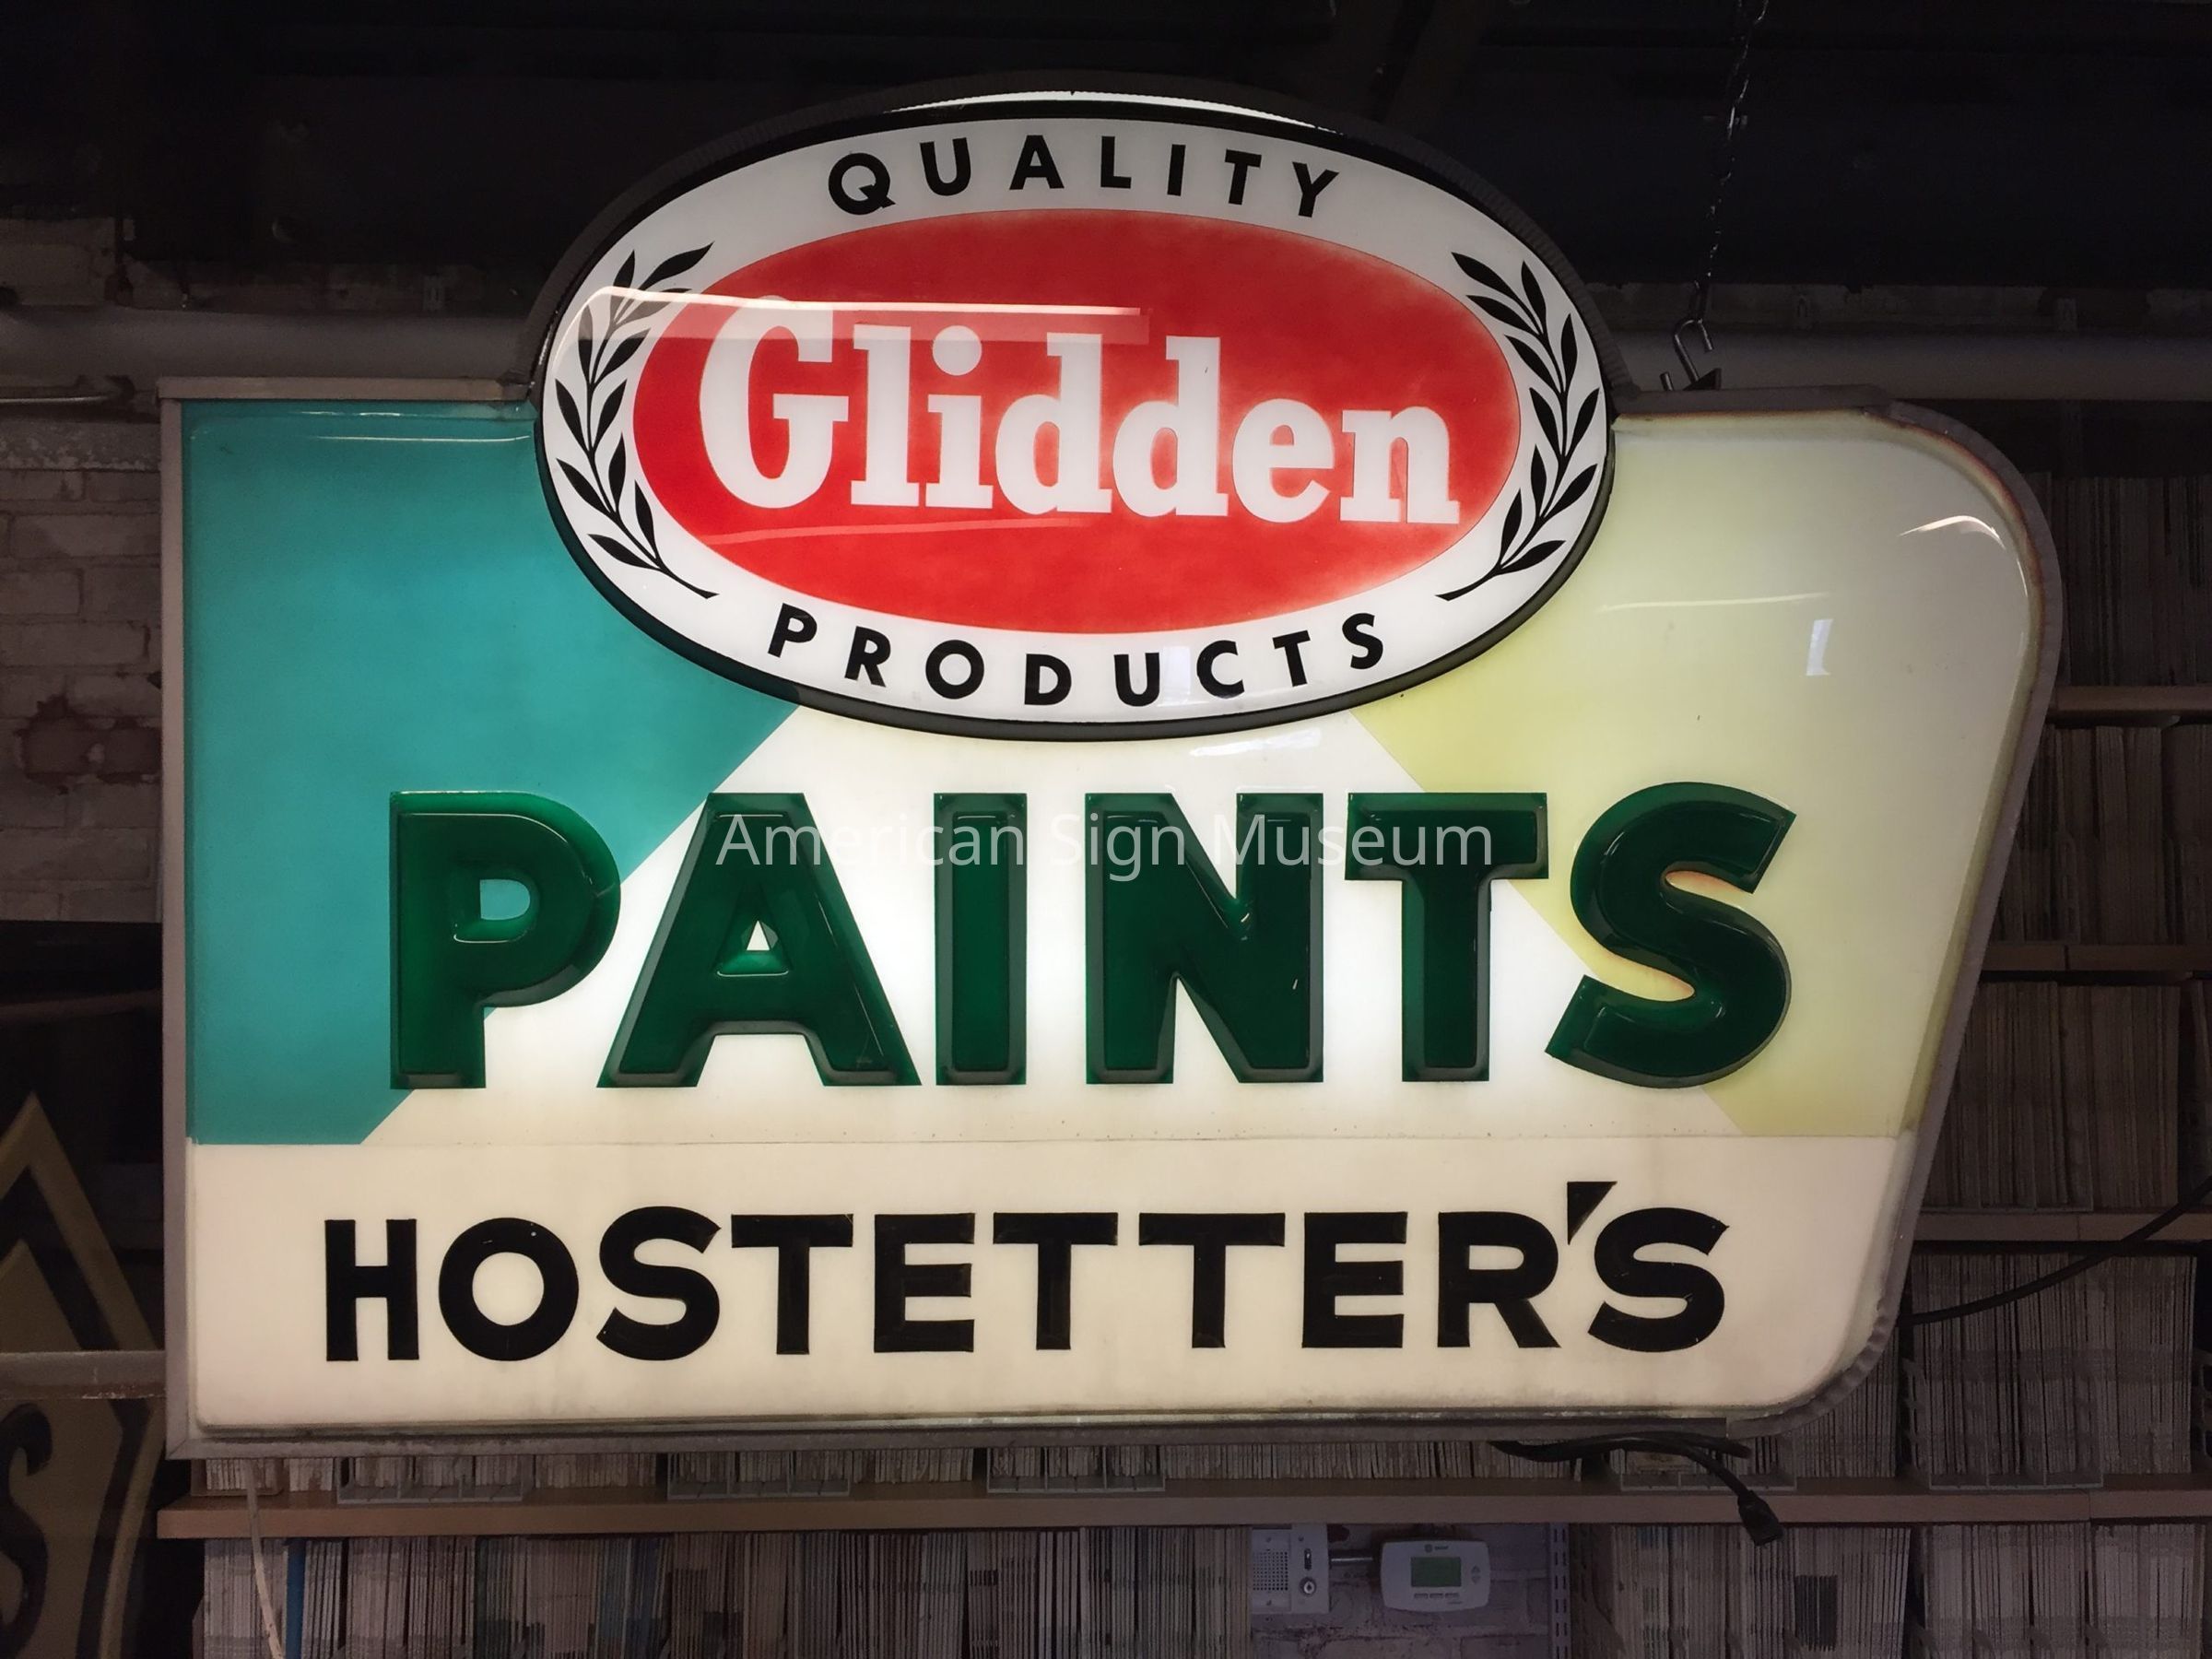 QUALITY
Glidden
PRODUCTS
PAINTS
American Sign Museum
HOSTETTER'S